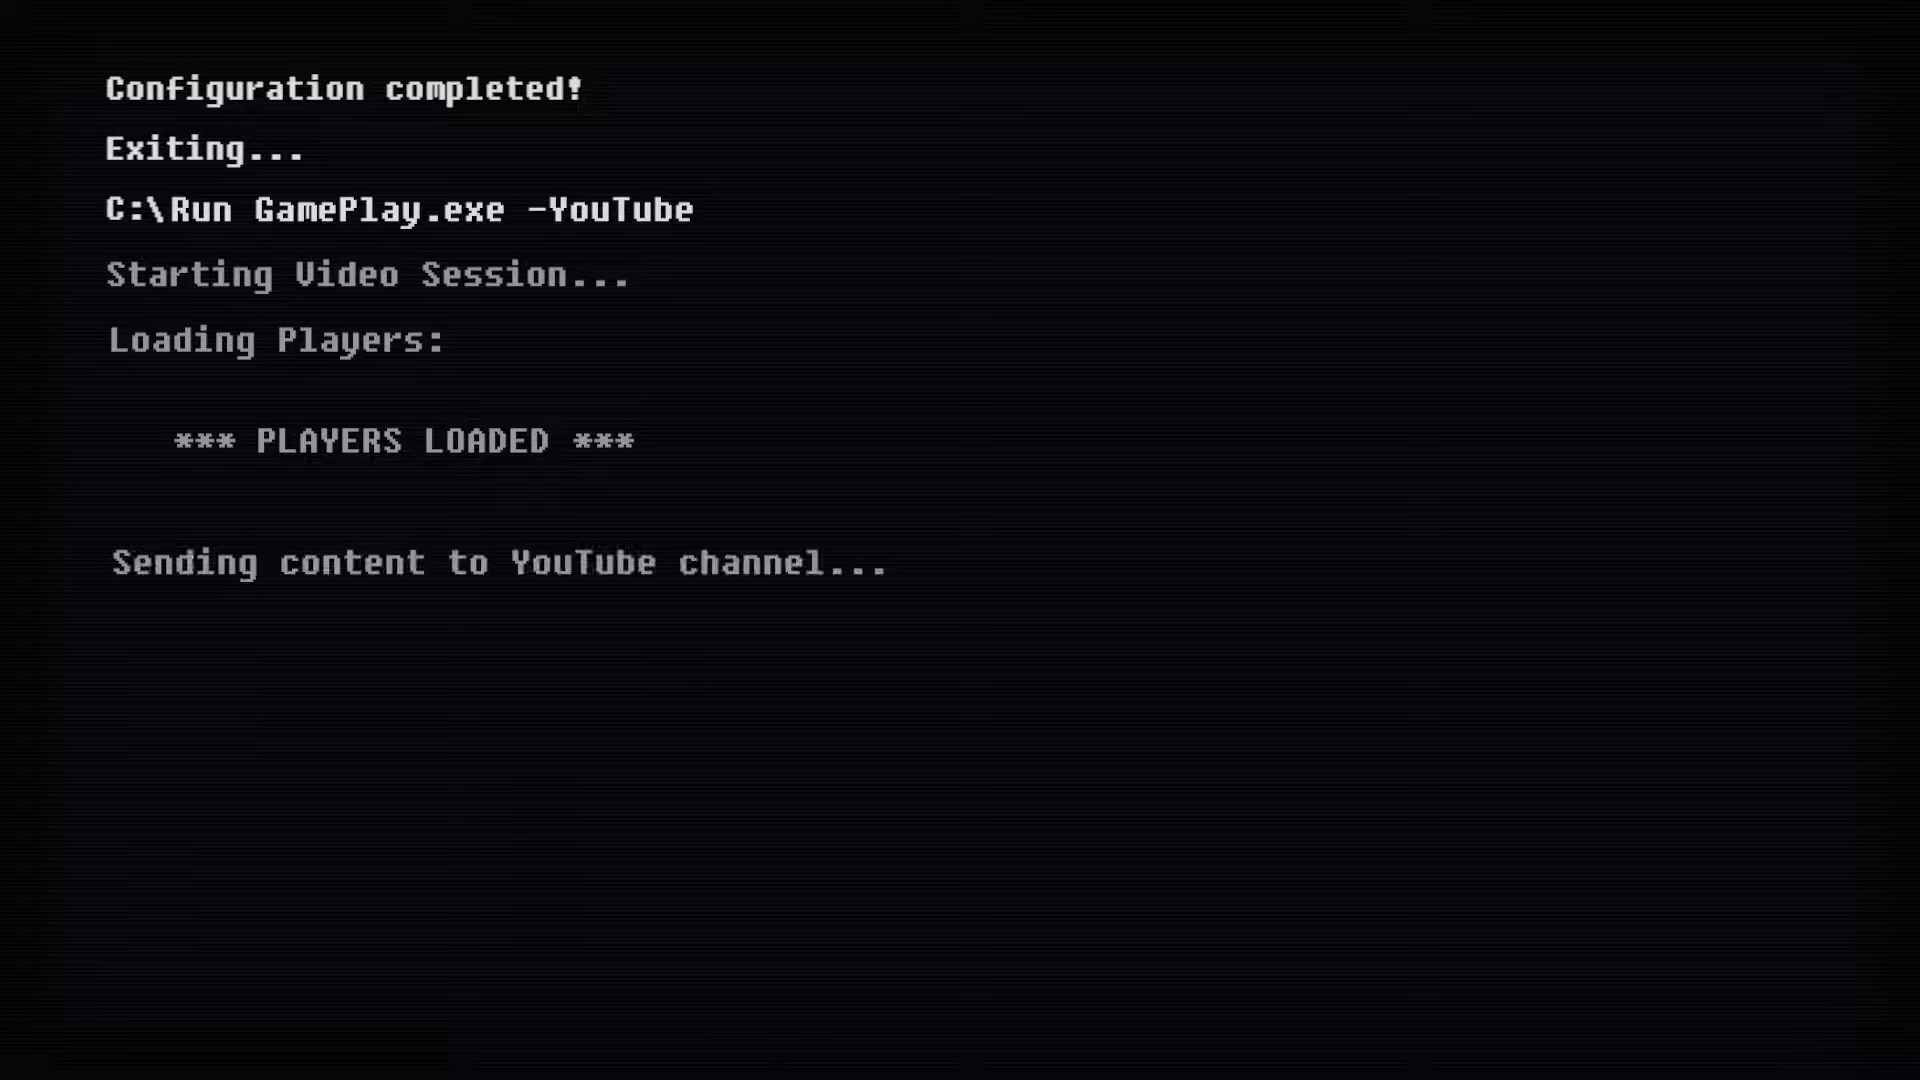 Configuration completed!
Exiting...
C:\Run GamePlay.exe -YouTube
Starting Video Session...
Loading Players:
*** PLAYERS LOADED ***
Sending content to YouTube channel...